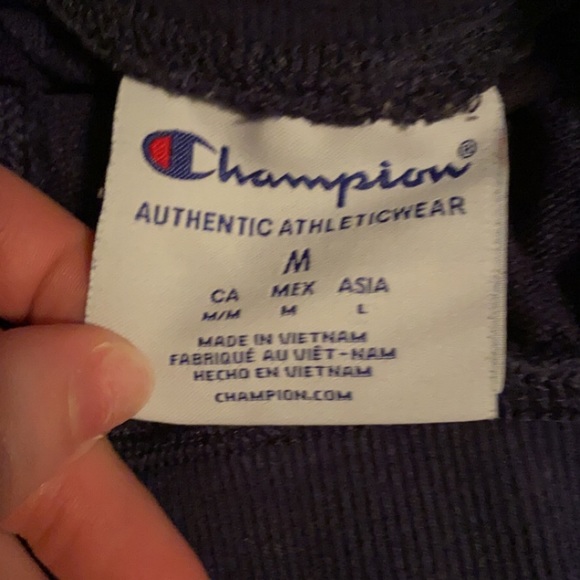 Champion®
AUTHENTIC ATHLETICWEAR
M
CA MEX ASIA
M/M M L
MADE IN VIETNAM
FABRIQUÉ AU VIÊT-NAM
HECHO EN VIETNAM
CHAMPION.COM